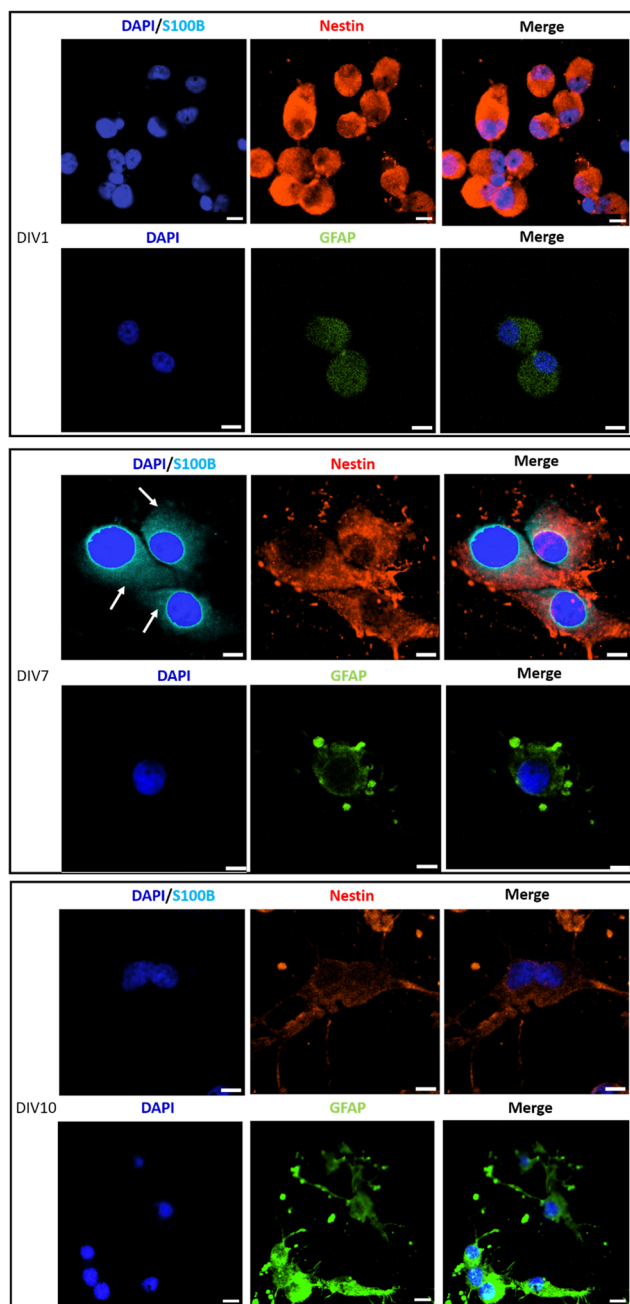 DAPI/S100B Nestin Merge
DIV1 DAPI GFAP Merge
DAPI/S100B Nestin Merge
DIV7 DAPI GFAP Merge
DAPI/S100B Nestin Merge
DIV10 DAPI GFAP Merge